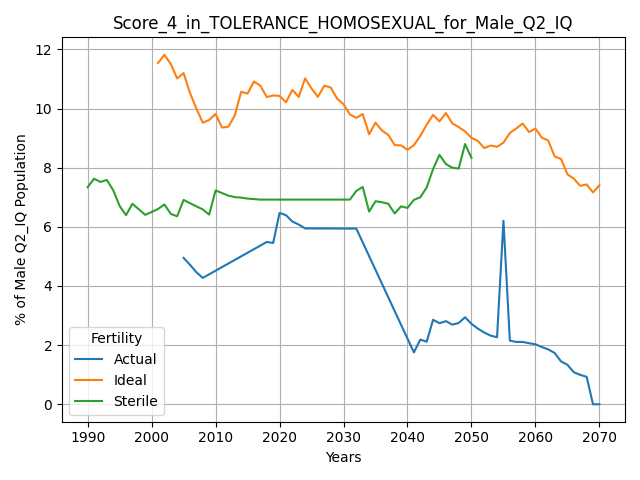 Score_4_in_TOLERANCE_HOMOSEXUAL_for_Male_Q2_IQ
% of Male Q2_IQ Population
12
10
8
6
4
2
0
Fertility
Actual
Ideal
Sterile
1990 2000 2010 2020 2030 2040 2050 2060 2070
Years